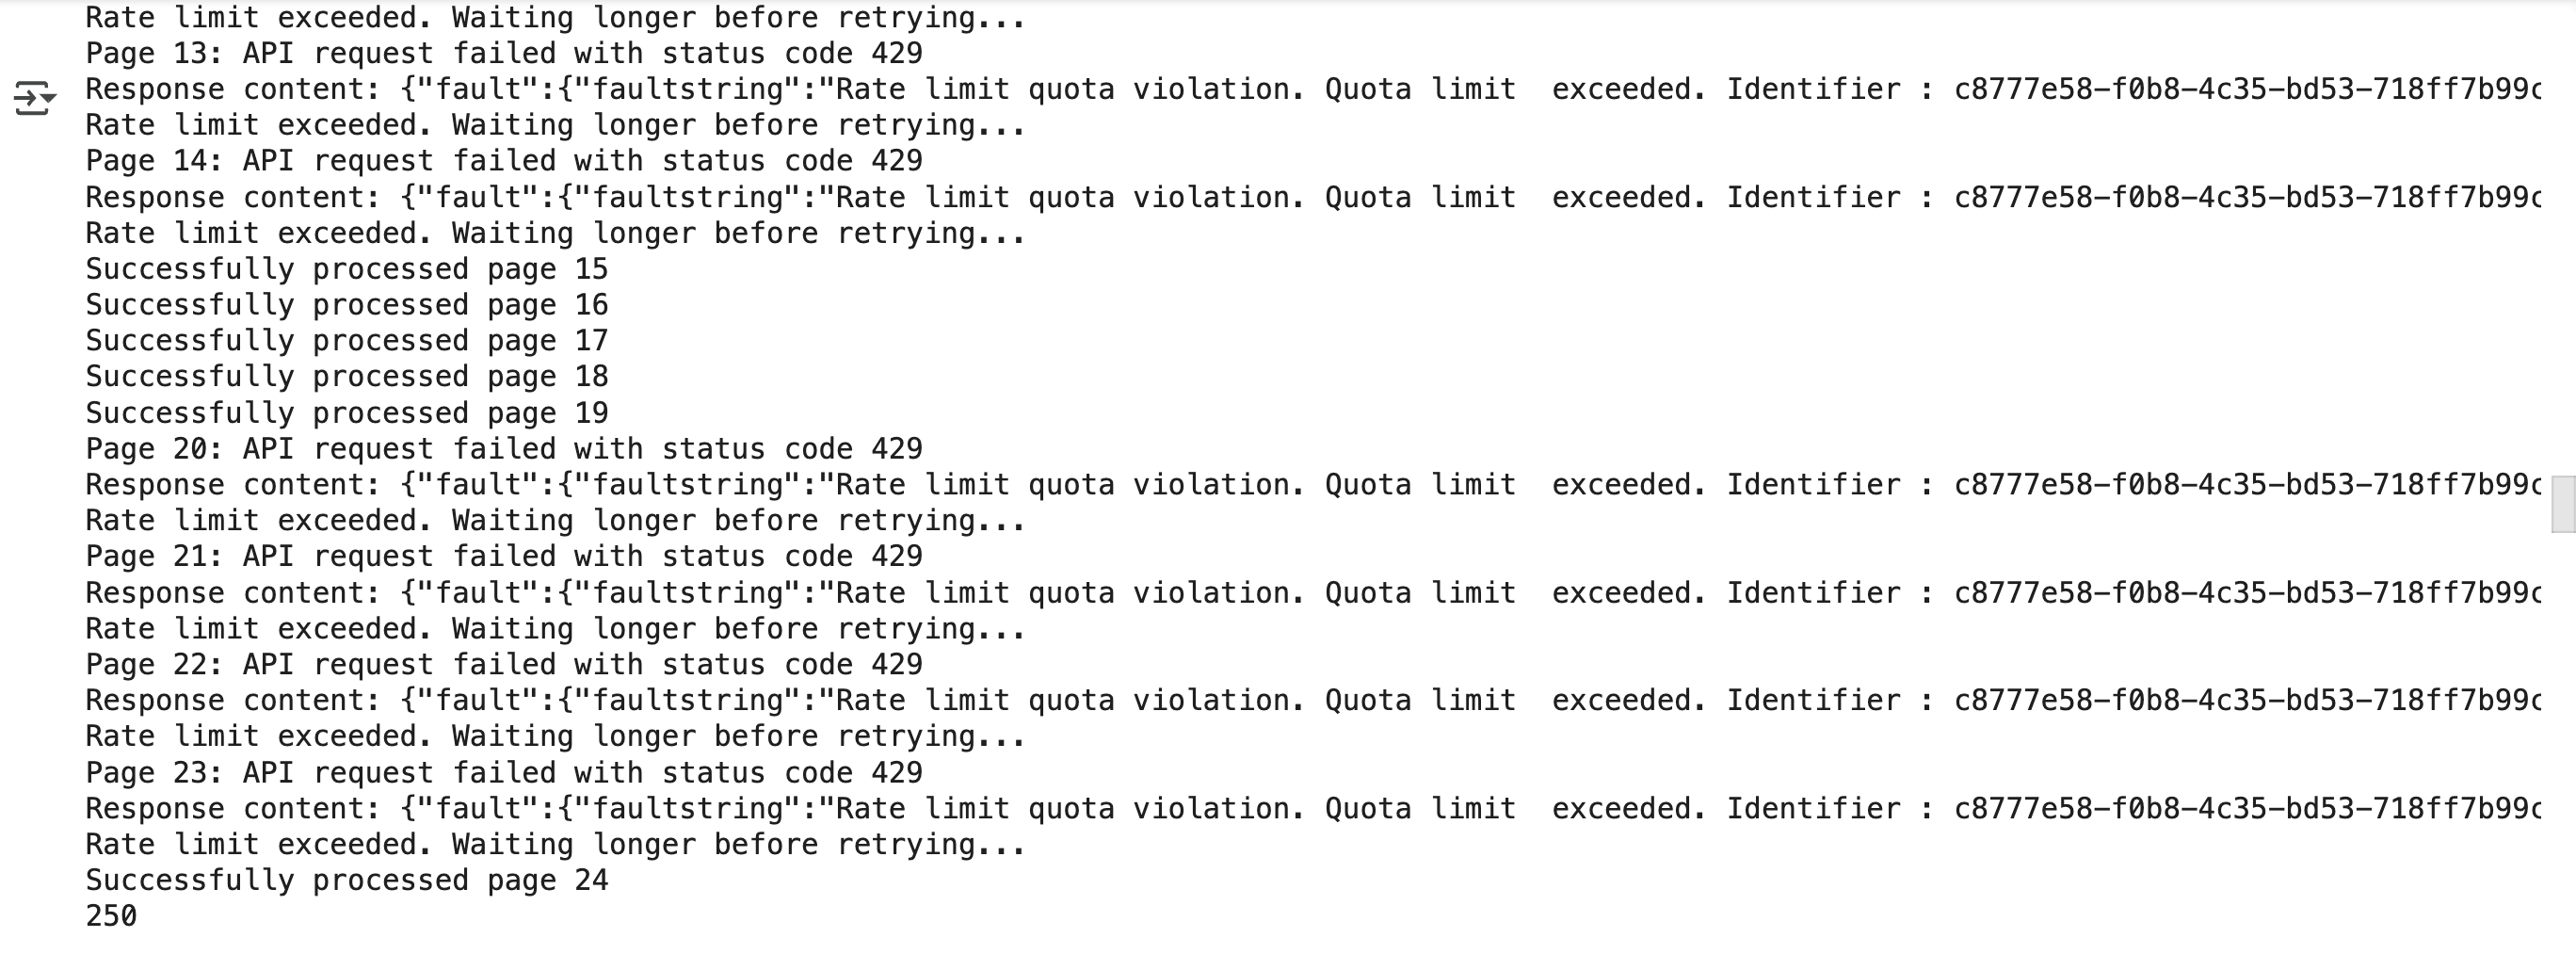 Rate limit exceeded. Waiting longer before retrying...
Page 13: API request failed with status code 429
Response content: {"fault":{"faultstring":"Rate limit quota violation. Quota limit  exceeded. Identifier : c8777e58-f0b8-4c35-bd53-718ff7b99c
Rate limit exceeded. Waiting longer before retrying...
Page 14: API request failed with status code 429
Response content: {"fault":{"faultstring":"Rate limit quota violation. Quota limit  exceeded. Identifier : c8777e58-f0b8-4c35-bd53-718ff7b99c
Rate limit exceeded. Waiting longer before retrying...
Successfully processed page 15
Successfully processed page 16
Successfully processed page 17
Successfully processed page 18
Successfully processed page 19
Page 20: API request failed with status code 429
Response content: {"fault":{"faultstring":"Rate limit quota violation. Quota limit  exceeded. Identifier : c8777e58-f0b8-4c35-bd53-718ff7b99c
Rate limit exceeded. Waiting longer before retrying...
Page 21: API request failed with status code 429
Response content: {"fault":{"faultstring":"Rate limit quota violation. Quota limit  exceeded. Identifier : c8777e58-f0b8-4c35-bd53-718ff7b99c
Rate limit exceeded. Waiting longer before retrying...
Page 22: API request failed with status code 429
Response content: {"fault":{"faultstring":"Rate limit quota violation. Quota limit  exceeded. Identifier : c8777e58-f0b8-4c35-bd53-718ff7b99c
Rate limit exceeded. Waiting longer before retrying...
Page 23: API request failed with status code 429
Response content: {"fault":{"faultstring":"Rate limit quota violation. Quota limit  exceeded. Identifier : c8777e58-f0b8-4c35-bd53-718ff7b99c
Rate limit exceeded. Waiting longer before retrying...
Successfully processed page 24
250